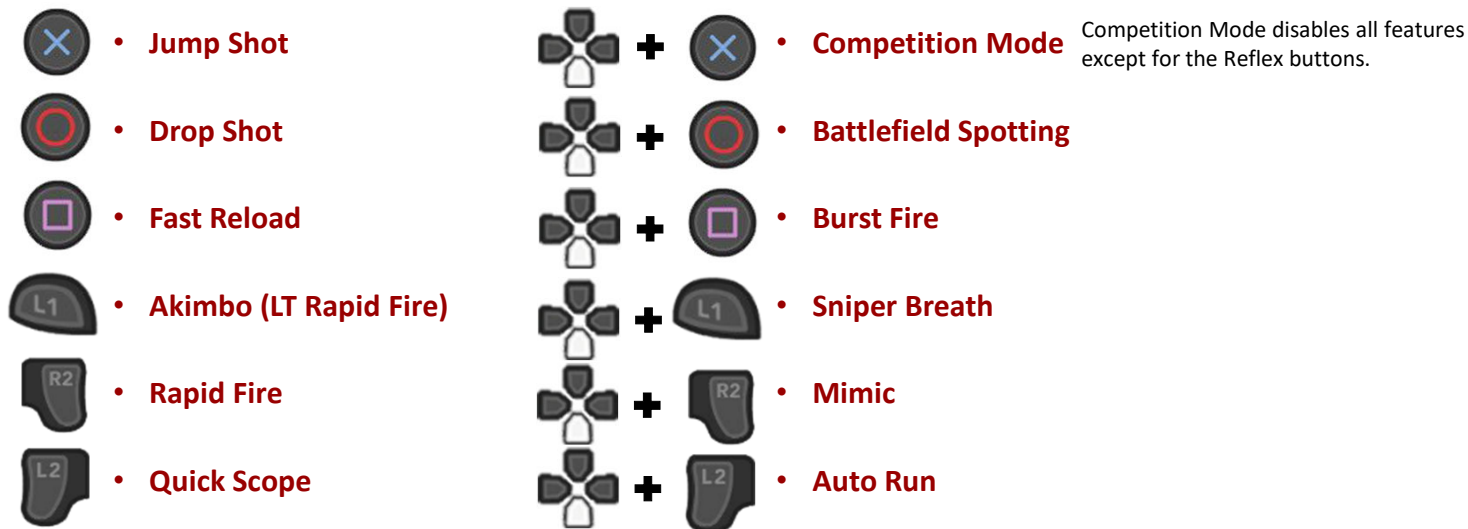 • Jump Shot
+ • Competition Mode Competition Mode disables all features
except for the Reflex buttons.
• Drop Shot
+ • Battlefield Spotting
• Fast Reload
+ • Burst Fire
L1 • Akimbo (LT Rapid Fire)
+ L1 • Sniper Breath
R2 • Rapid Fire
+ R2 • Mimic
L2 • Quick Scope
+ L2 • Auto Run